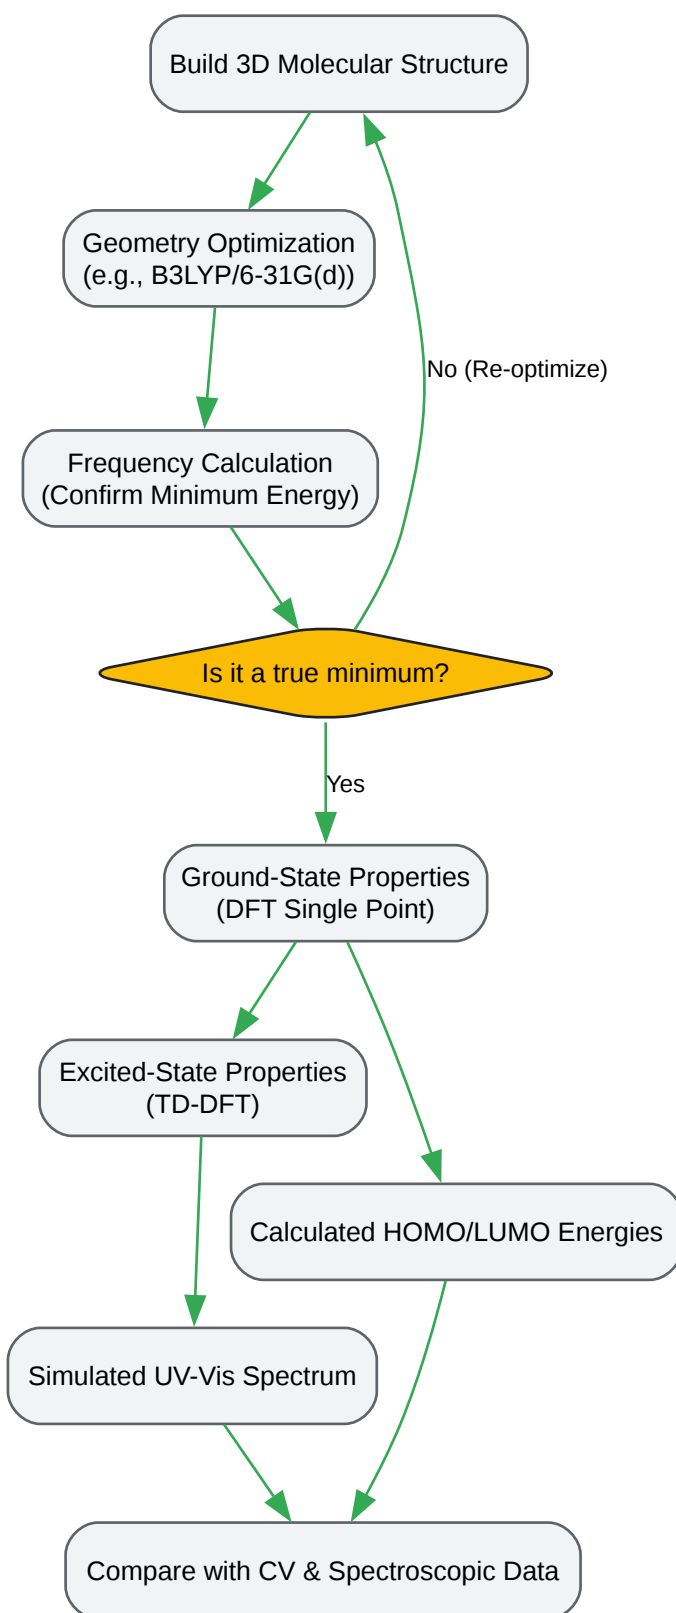 Build 3D Molecular Structure
Geometry Optimization
(e.g., B3LYP/6-31G(d))
No (Re-optimize)
Frequency Calculation
(Confirm Minimum Energy)
Is it a true minimum?
Yes
Ground-State Properties
(DFT Single Point)
Excited-State Properties
(TD-DFT)
Calculated HOMO/LUMO Energies
Simulated UV-Vis Spectrum
Compare with CV & Spectroscopic Data